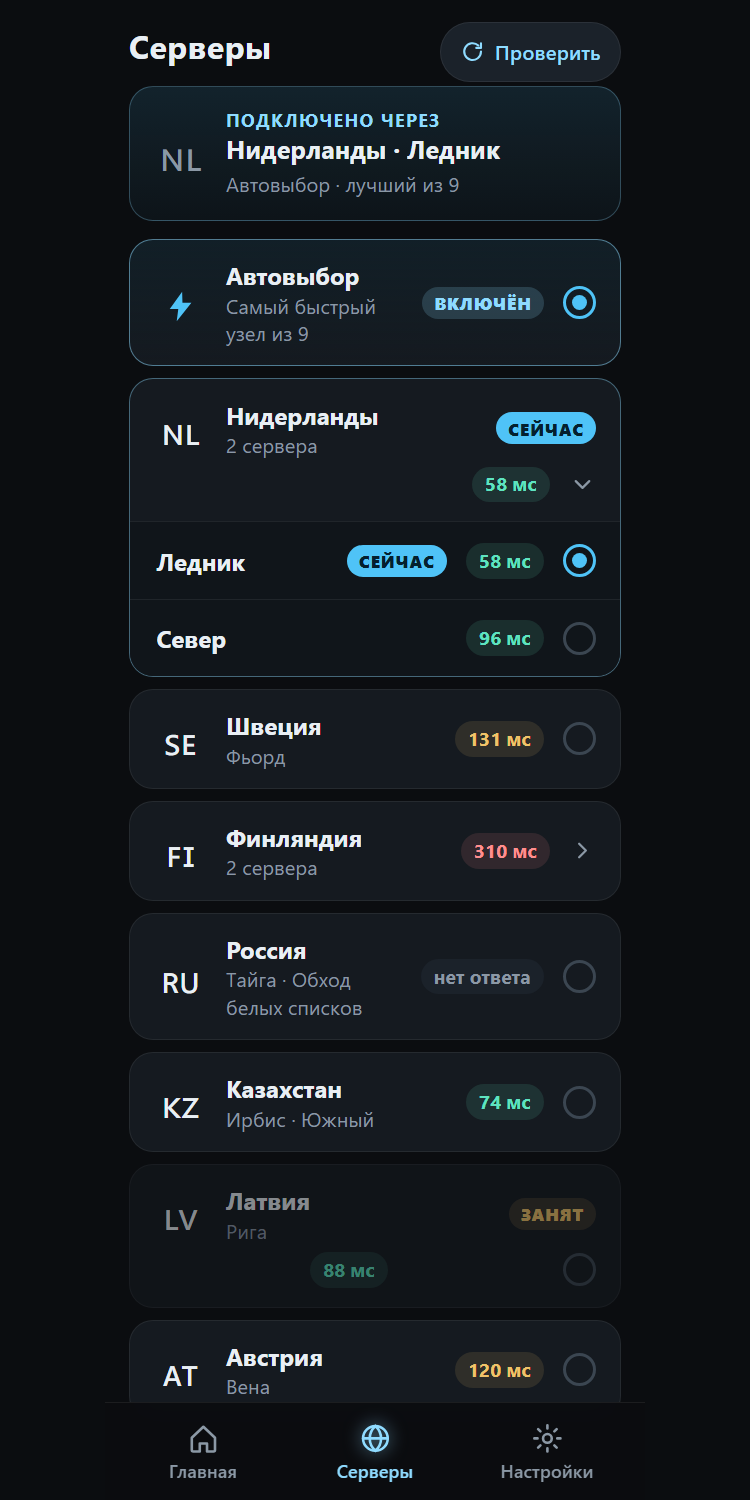 Серверы
Проверить
ПОДКЛЮЧЕНО ЧЕРЕЗ
NL
Нидерланды · Ледник
Автовыбор · лучший из 9
Автовыбор
Самый быстрый
узел из 9
ВКЛЮЧЁН
NL
Нидерланды
2 сервера
СЕЙЧАС
58 мс
Ледник
СЕЙЧАС
58 мс
Север
96 мс
SE
Швеция
Фьорд
131 мс
FI
Финляндия
2 сервера
310 мс
RU
Россия
Тайга · Обход
белых списков
нет ответа
KZ
Казахстан
Ирбис · Южный
74 мс
LV
Латвия
Рига
ЗАНЯТ
88 мс
AT
Австрия
Вена
120 мс
Главная
Серверы
Настройки